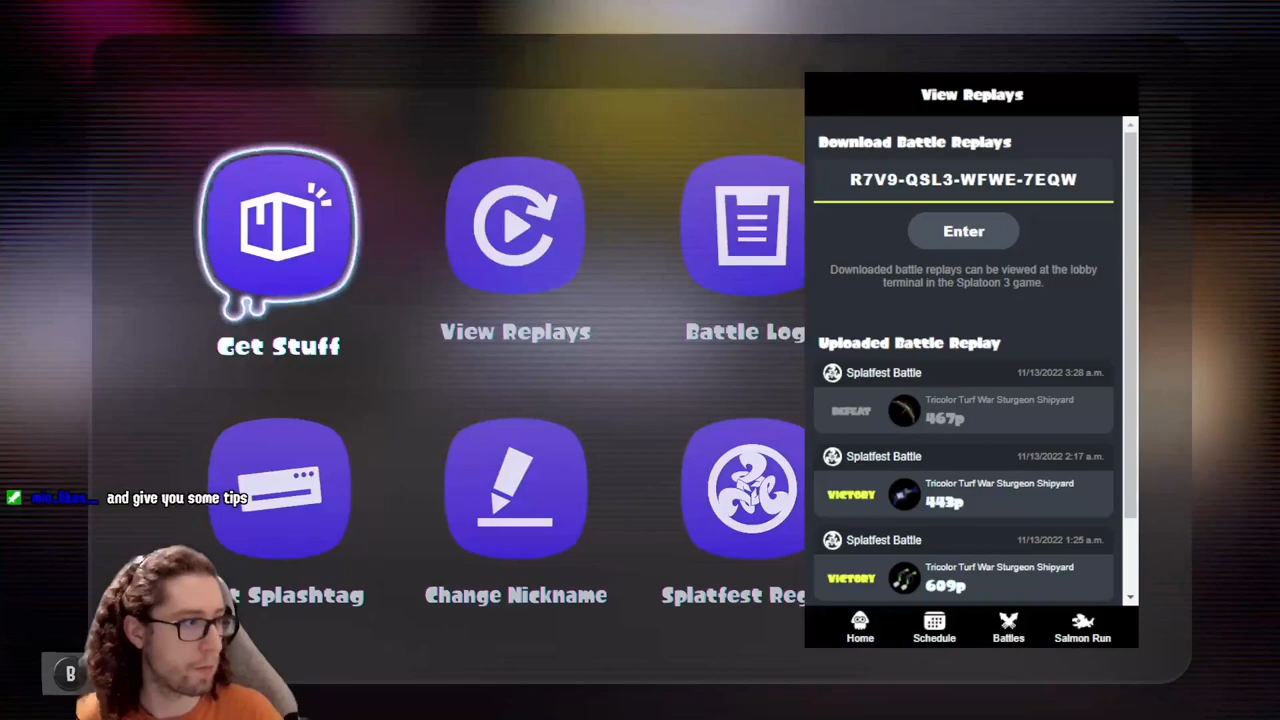 View Replays
Download Battle Replays
R7V9-QSL3-WFWE-7EQW
Enter
Downloaded battle replays can be viewed at the lobby
terminal in the Splatoon 3 game.
Uploaded Battle Replay
Splatfest Battle 11/13/2022 3:28 a.m.
DEFEAT
Tricolor Turf War Sturgeon Shipyard
467p
Splatfest Battle 11/13/2022 2:17 a.m.
VICTORY
Tricolor Turf War Sturgeon Shipyard
443p
Splatfest Battle 11/13/2022 1:25 a.m.
VICTORY
Tricolor Turf War Sturgeon Shipyard
609p
Home Schedule Battles Salmon Run
Get Stuff
View Replays
Battle Log
and give you some tips
Splashtag
Change Nickname
Splatfest Reg
B